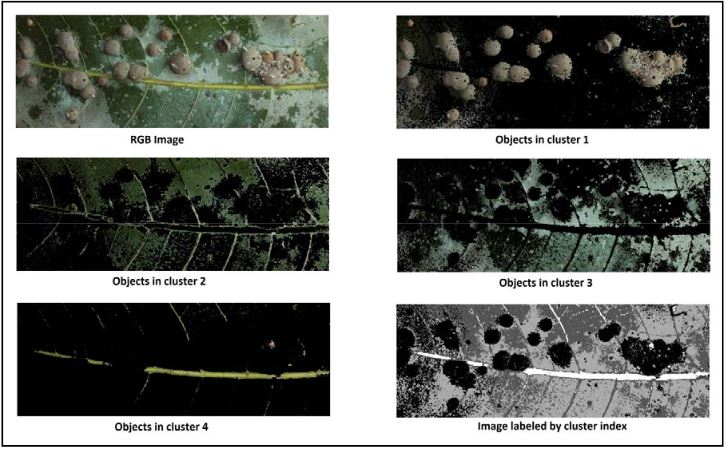 RGB Image
Objects in cluster 1
Objects in cluster 2
Objects in cluster 3
Objects in cluster 4
Image labeled by cluster index